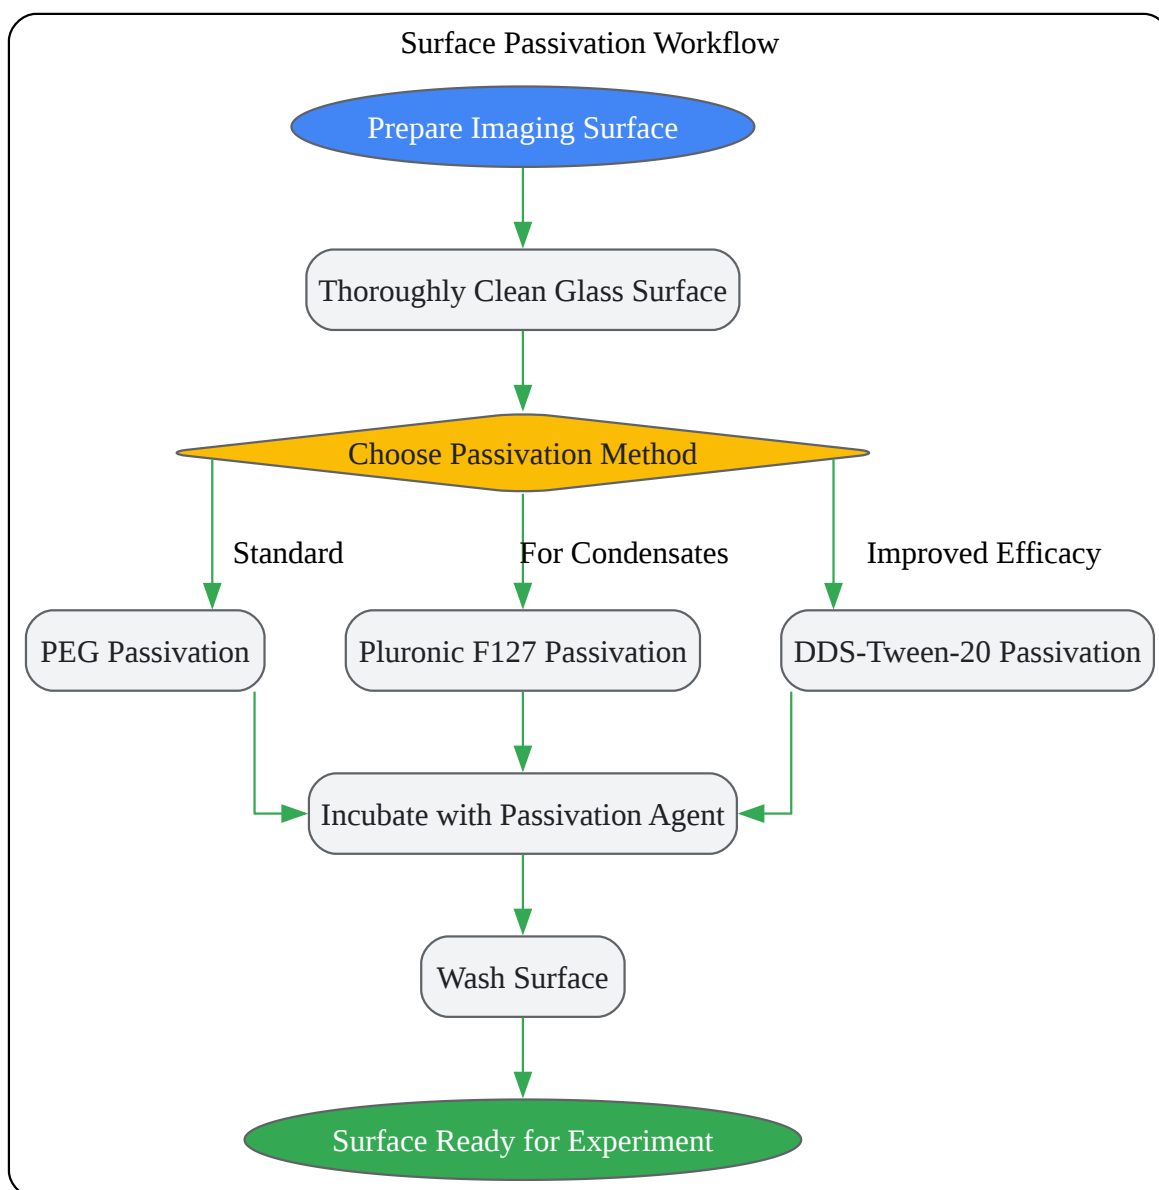 Surface Passivation Workflow
Prepare Imaging Surface
Thoroughly Clean Glass Surface
Choose Passivation Method
Standard
For Condensates
Improved Efficacy
PEG Passivation
Pluronic F127 Passivation
DDS-Tween-20 Passivation
Incubate with Passivation Agent
Wash Surface
Surface Ready for Experiment